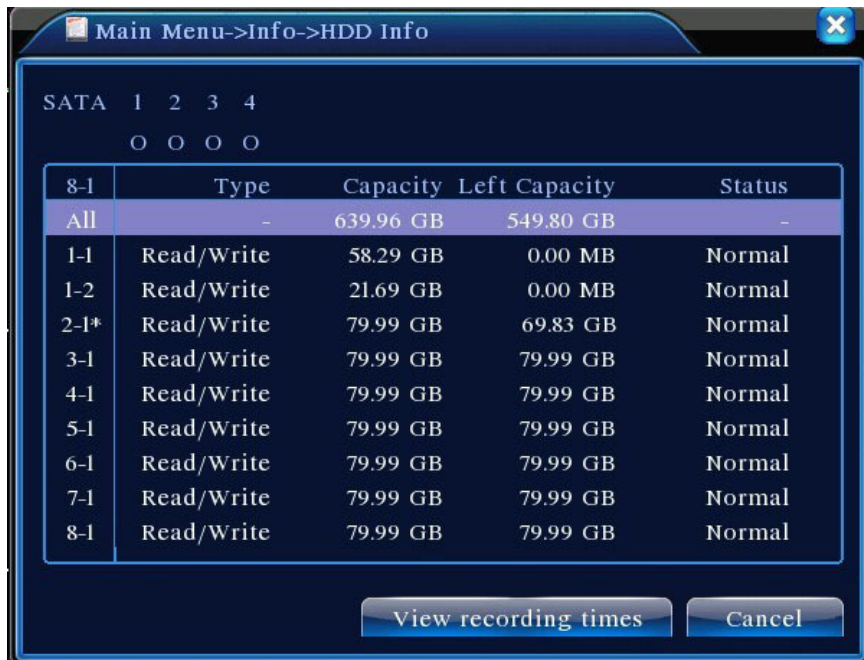 Main Menu->Info->HDD Info
SATA 1 2 3 4
O O O O
8-1 Type Capacity Left Capacity Status
All - 639.96 GB 549.80 GB -
1-1 Read/Write 58.29 GB 0.00 MB Normal
1-2 Read/Write 21.69 GB 0.00 MB Normal
2-1* Read/Write 79.99 GB 69.83 GB Normal
3-1 Read/Write 79.99 GB 79.99 GB Normal
4-1 Read/Write 79.99 GB 79.99 GB Normal
5-1 Read/Write 79.99 GB 79.99 GB Normal
6-1 Read/Write 79.99 GB 79.99 GB Normal
7-1 Read/Write 79.99 GB 79.99 GB Normal
8-1 Read/Write 79.99 GB 79.99 GB Normal
View recording times Cancel